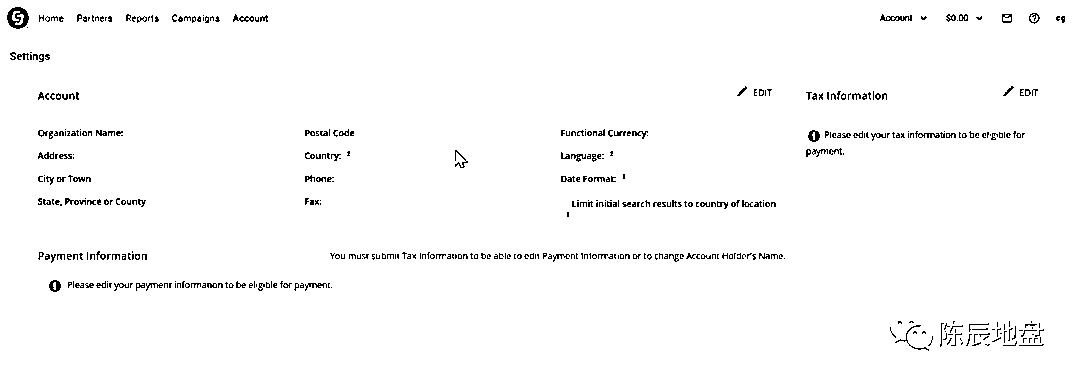 Home Partners Reports Campaigns Account Account $0.00 cg
Settings
Account EDIT Tax Information EDIT
Organization Name: Postal Code Functional Currency: Please edit your tax information to be eligible for
Address: Country: Language: payment.
City or Town Phone: Date Format:
State, Province or County Fax: Limit initial search results to country of location
Payment Information You must submit Tax Information to be able to edit Payment Information or to change Account Holder's Name.
Please edit your payment information to be eligible for payment.
陈辰地盘